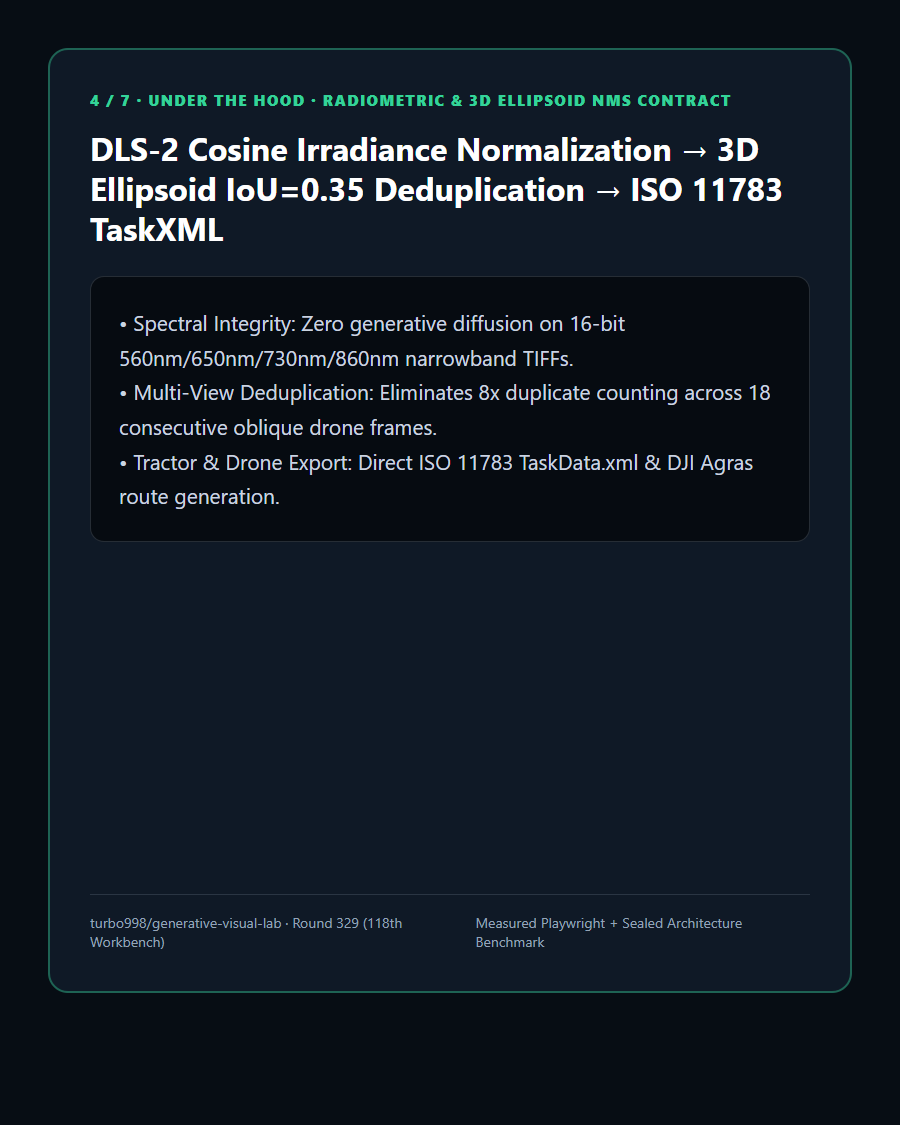 4 / 7 · UNDER THE HOOD · RADIOMETRIC & 3D ELLIPSOID NMS CONTRACT
DLS-2 Cosine Irradiance Normalization → 3D
Ellipsoid IoU=0.35 Deduplication → ISO 11783
TaskXML
• Spectral Integrity: Zero generative diffusion on 16-bit
560nm/650nm/730nm/860nm narrowband TIFFs.
• Multi-View Deduplication: Eliminates 8x duplicate counting across 18
consecutive oblique drone frames.
• Tractor & Drone Export: Direct ISO 11783 TaskData.xml & DJI Agras
route generation.
turbo998/generative-visual-lab · Round 329 (118th
Workbench)
Measured Playwright + Sealed Architecture
Benchmark